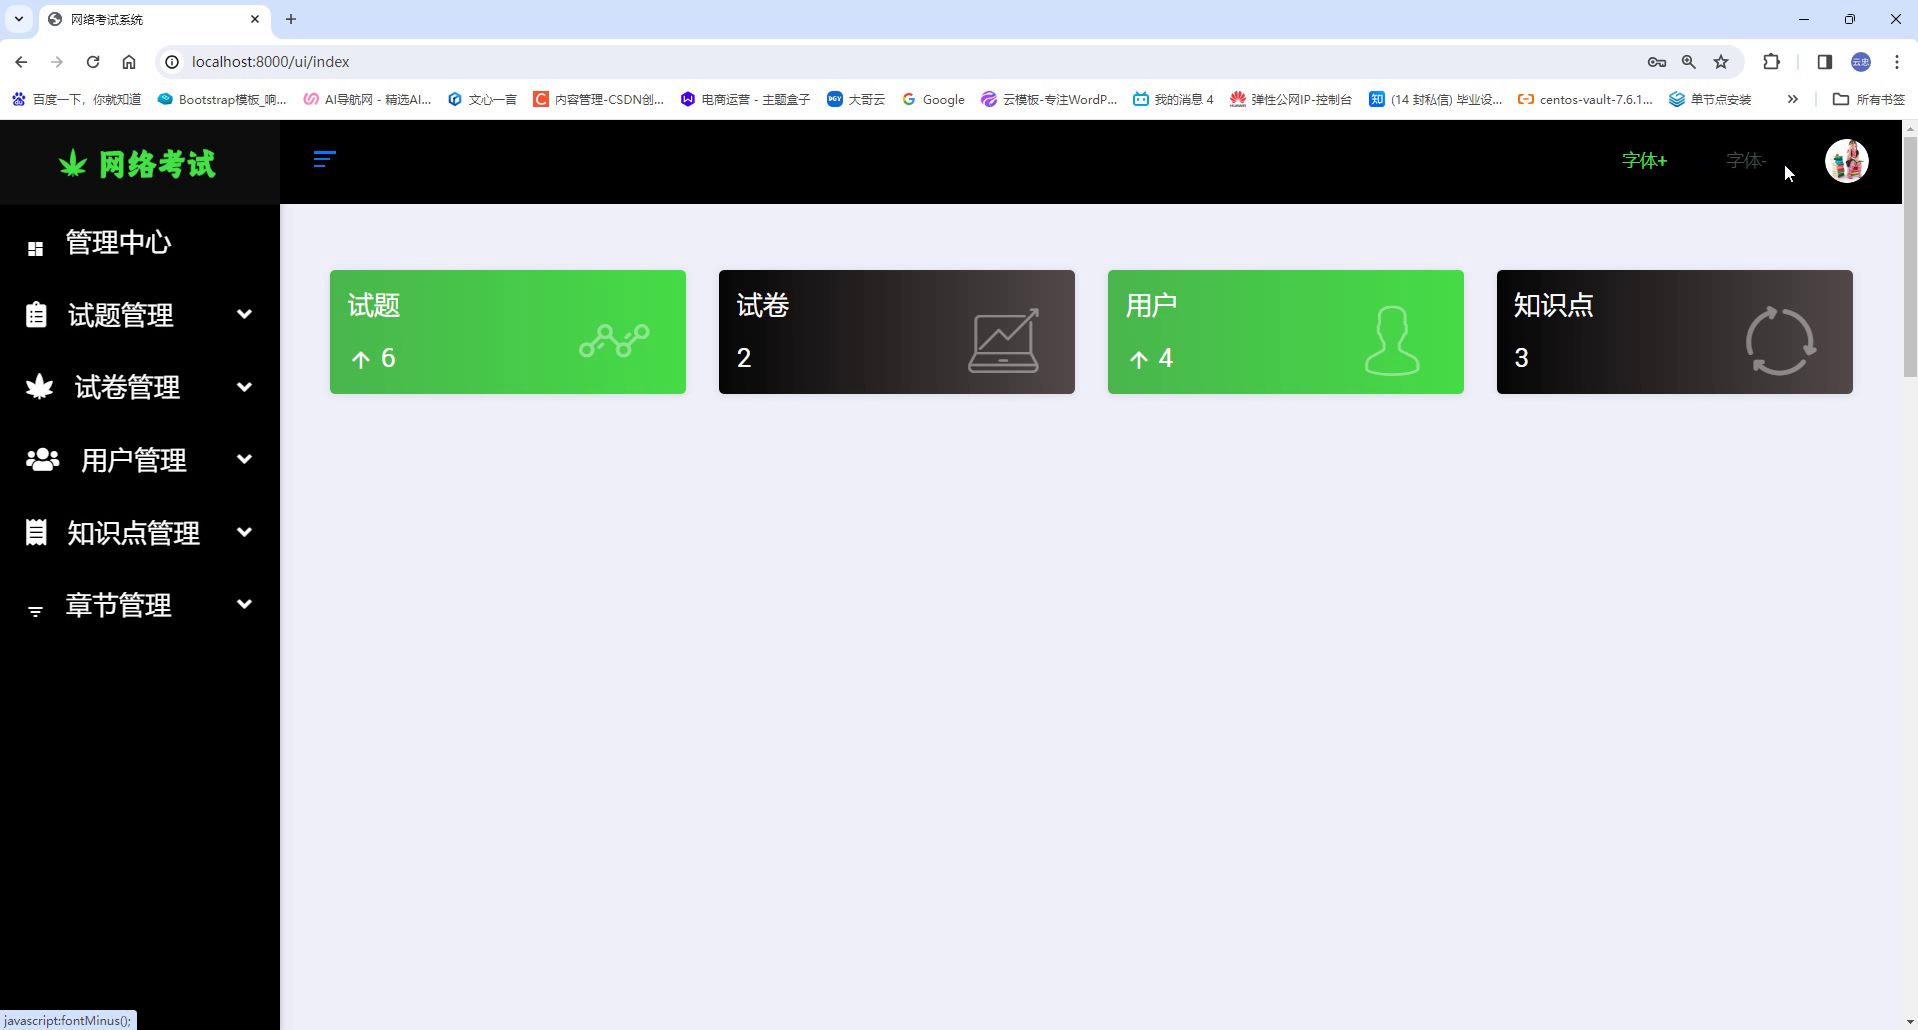 网络考试系统
localhost:8000/ui/index
百度一下，你就知道
Bootstrap模板_响...
AI导航网 - 精选AI...
文心一言
内容管理-CSDN创...
电商运营 - 主题盒子
大哥云
Google
云模板-专注WordP...
我的消息 4
弹性公网IP-控制台
(14 封私信) 毕业设...
centos-vault-7.6.1...
单节点安装
所有书签
网络考试
字体+
字体-
管理中心
试题管理
试卷管理
用户管理
知识点管理
章节管理
试题
6
试卷
2
用户
4
知识点
3
javascript:fontMinus();